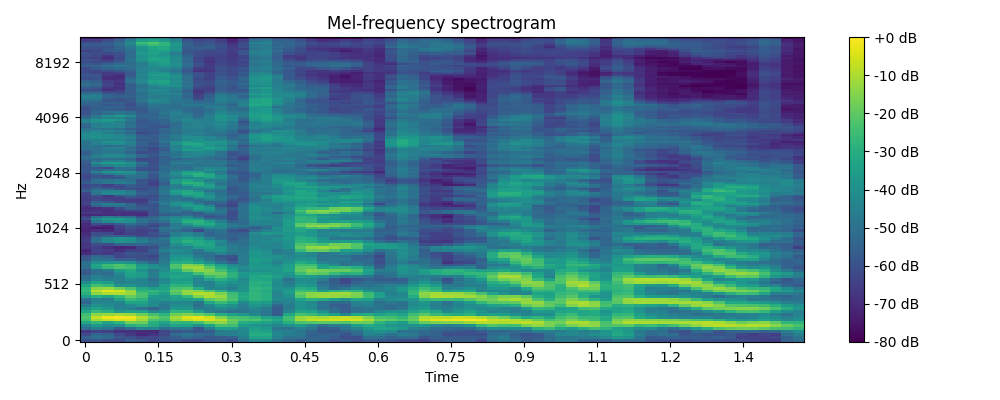 Mel-frequency spectrogram
Hz
8192
4096
2048
1024
512
0
0 0.15 0.3 0.45 0.6 0.75 0.9 1.1 1.2 1.4
Time
+0 dB
-10 dB
-20 dB
-30 dB
-40 dB
-50 dB
-60 dB
-70 dB
-80 dB